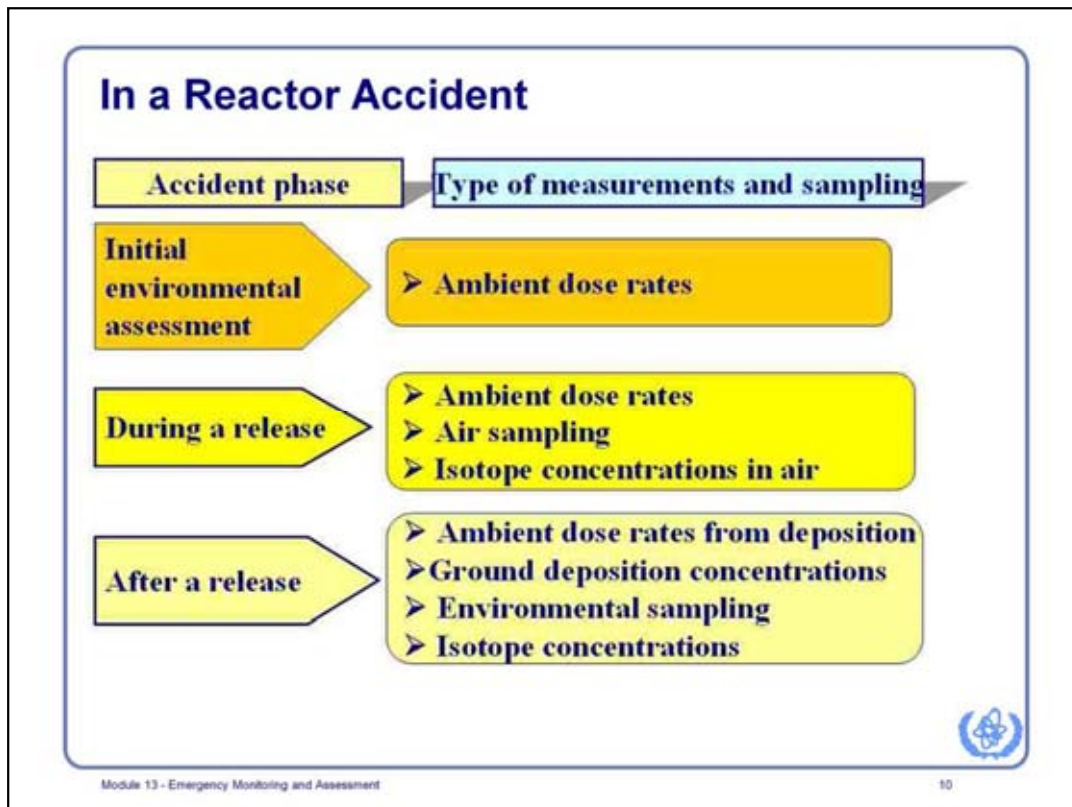 In a Reactor Accident
Accident phase
Type of measurements and sampling
Initial
environmental
assessment
➢ Ambient dose rates
During a release
➢ Ambient dose rates
➢ Air sampling
➢ Isotope concentrations in air
After a release
➢ Ambient dose rates from deposition
➢Ground deposition concentrations
➢ Environmental sampling
➢ Isotope concentrations
Module 13 - Emergency Monitoring and Assessment
10